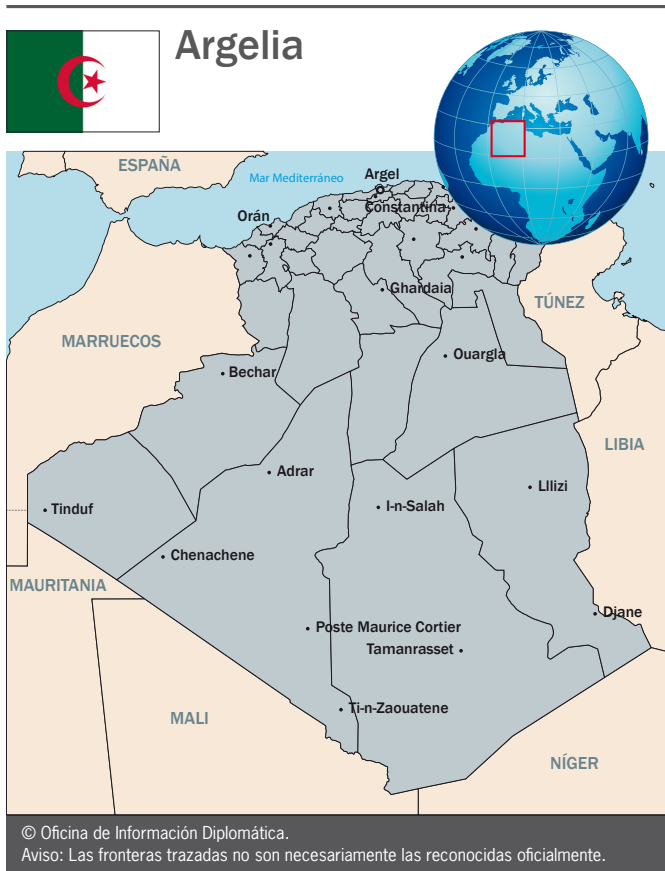 Argelia
ESPAÑA
Mar Mediterráneo
Argel
Constantina
Orán
Ghardaia
TÚNEZ
MARRUECOS
Ouargla
Bechar
LIBIA
Adrar
Lllizi
I-n-Salah
Tinduf
Chenachene
MAURITANIA
Djane
Poste Maurice Cortier
Tamanrasset
Ti-n-Zaouatene
MALI
NÍGER
© Oficina de Información Diplomática.
Aviso: Las fronteras trazadas no son necesariamente las reconocidas oficialmente.